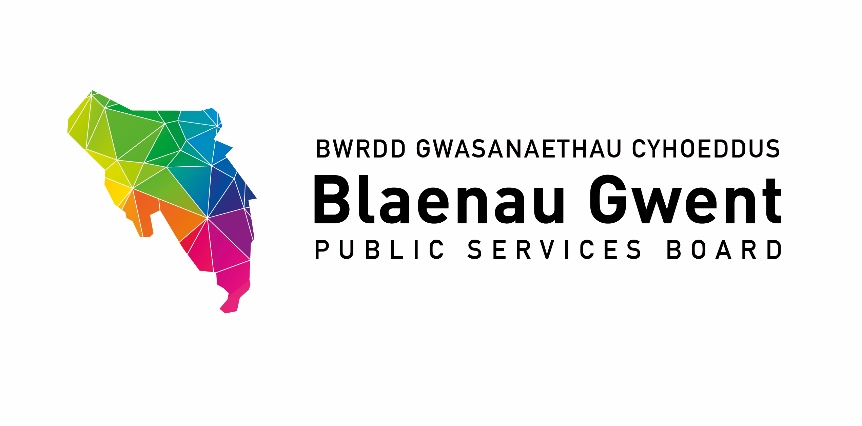 BWRDD GWASANAETHAU CYHOEDDUS
Blaenau Gwent
PUBLIC SERVICES BOARD